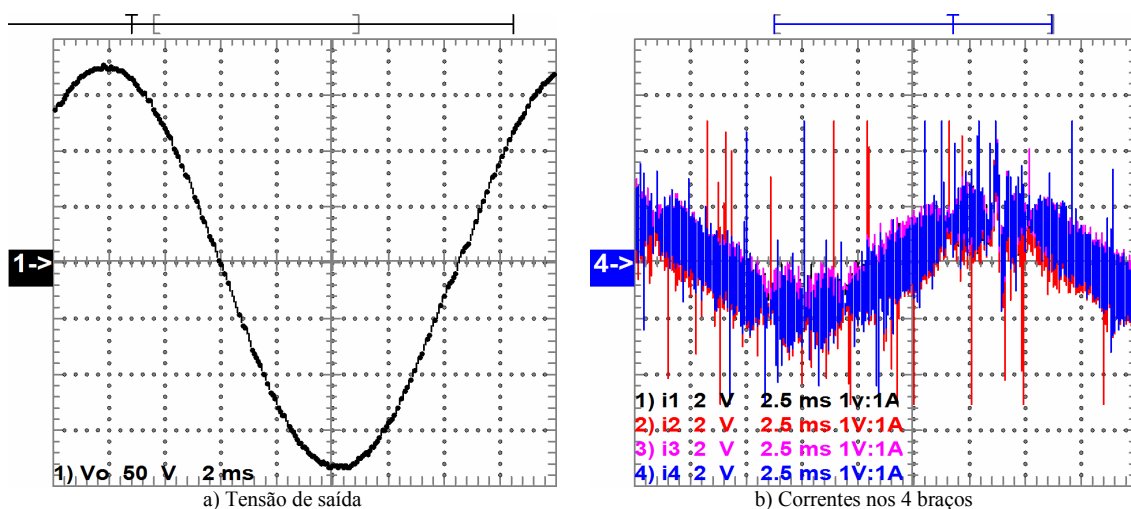 1->
1) Vo 50 V 2 ms
a) Tensão de saída
4->
1) i1 2 V 2.5 ms 1v:1A
2) i2 2 V 2.5 ms 1V:1A
3) i3 2 V 2.5 ms 1V:1A
4) i4 2 V 2.5 ms 1V:1A
b) Correntes nos 4 braços